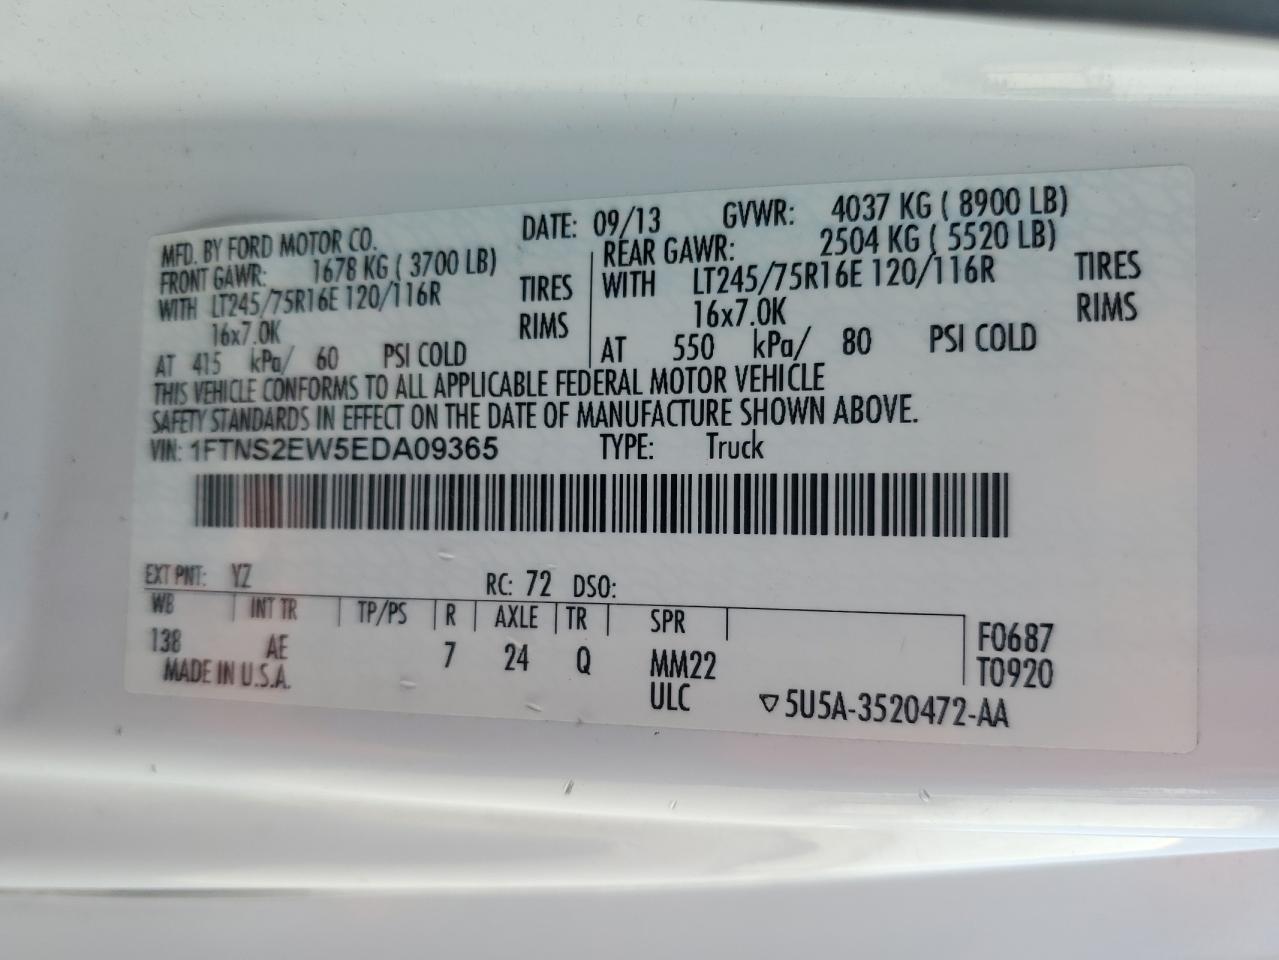 MFD. BY FORD MOTOR CO. DATE: 09/13 GVWR: 4037 KG ( 8900 LB)
FRONT GAWR: 1678 KG ( 3700 LB) REAR GAWR: 2504 KG ( 5520 LB)
WITH LT245/75R16E 120/116R TIRES WITH LT245/75R16E 120/116R TIRES
16x7.0K RIMS 16x7.0K RIMS
AT 415 kPa/ 60 PSI COLD AT 550 kPa/ 80 PSI COLD
THIS VEHICLE CONFORMS TO ALL APPLICABLE FEDERAL MOTOR VEHICLE
SAFETY STANDARDS IN EFFECT ON THE DATE OF MANUFACTURE SHOWN ABOVE.
VIN: 1FTNS2EW5EDA09365 TYPE: Truck
EXT PNT: YZ RC: 72 DSO:
WB INT TR TP/PS R AXLE TR SPR F0687
138 AE 7 24 Q MM22 T0920
MADE IN U.S.A. ULC ▽5U5A-3520472-AA